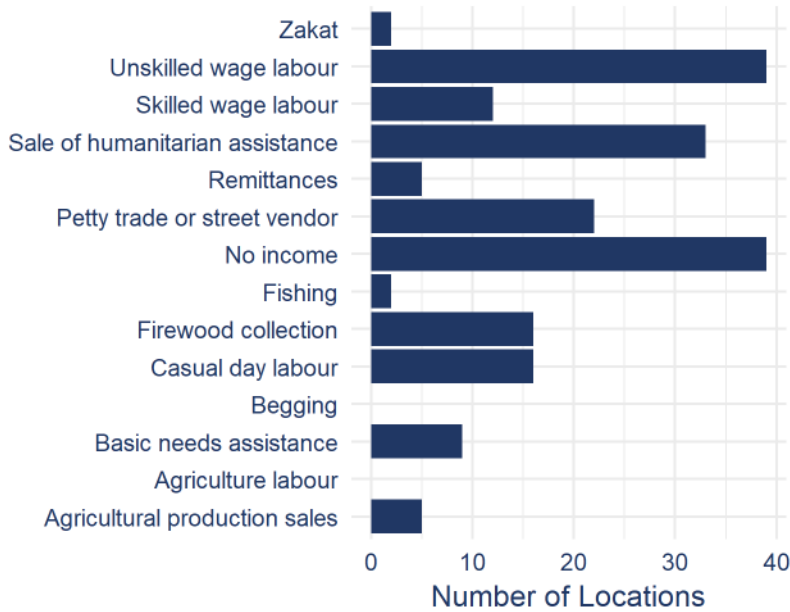 Zakat
Unskilled wage labour
Skilled wage labour
Sale of humanitarian assistance
Remittances
Petty trade or street vendor
No income
Fishing
Firewood collection
Casual day labour
Begging
Basic needs assistance
Agriculture labour
Agricultural production sales
0 10 20 30 40
Number of Locations